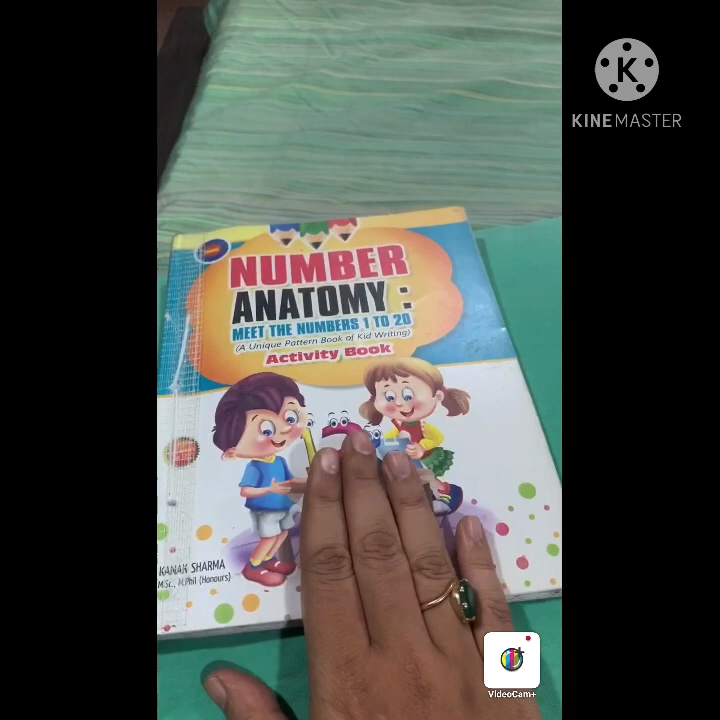 KINEMASTER
NUMBER
ANATOMY :
MEET THE NUMBERS 1 TO 20
(A Unique Pattern Book of Kid Writing)
Activity Book
KANAK SHARMA
M.Sc., M.Phil (Honours)
VideoCam+